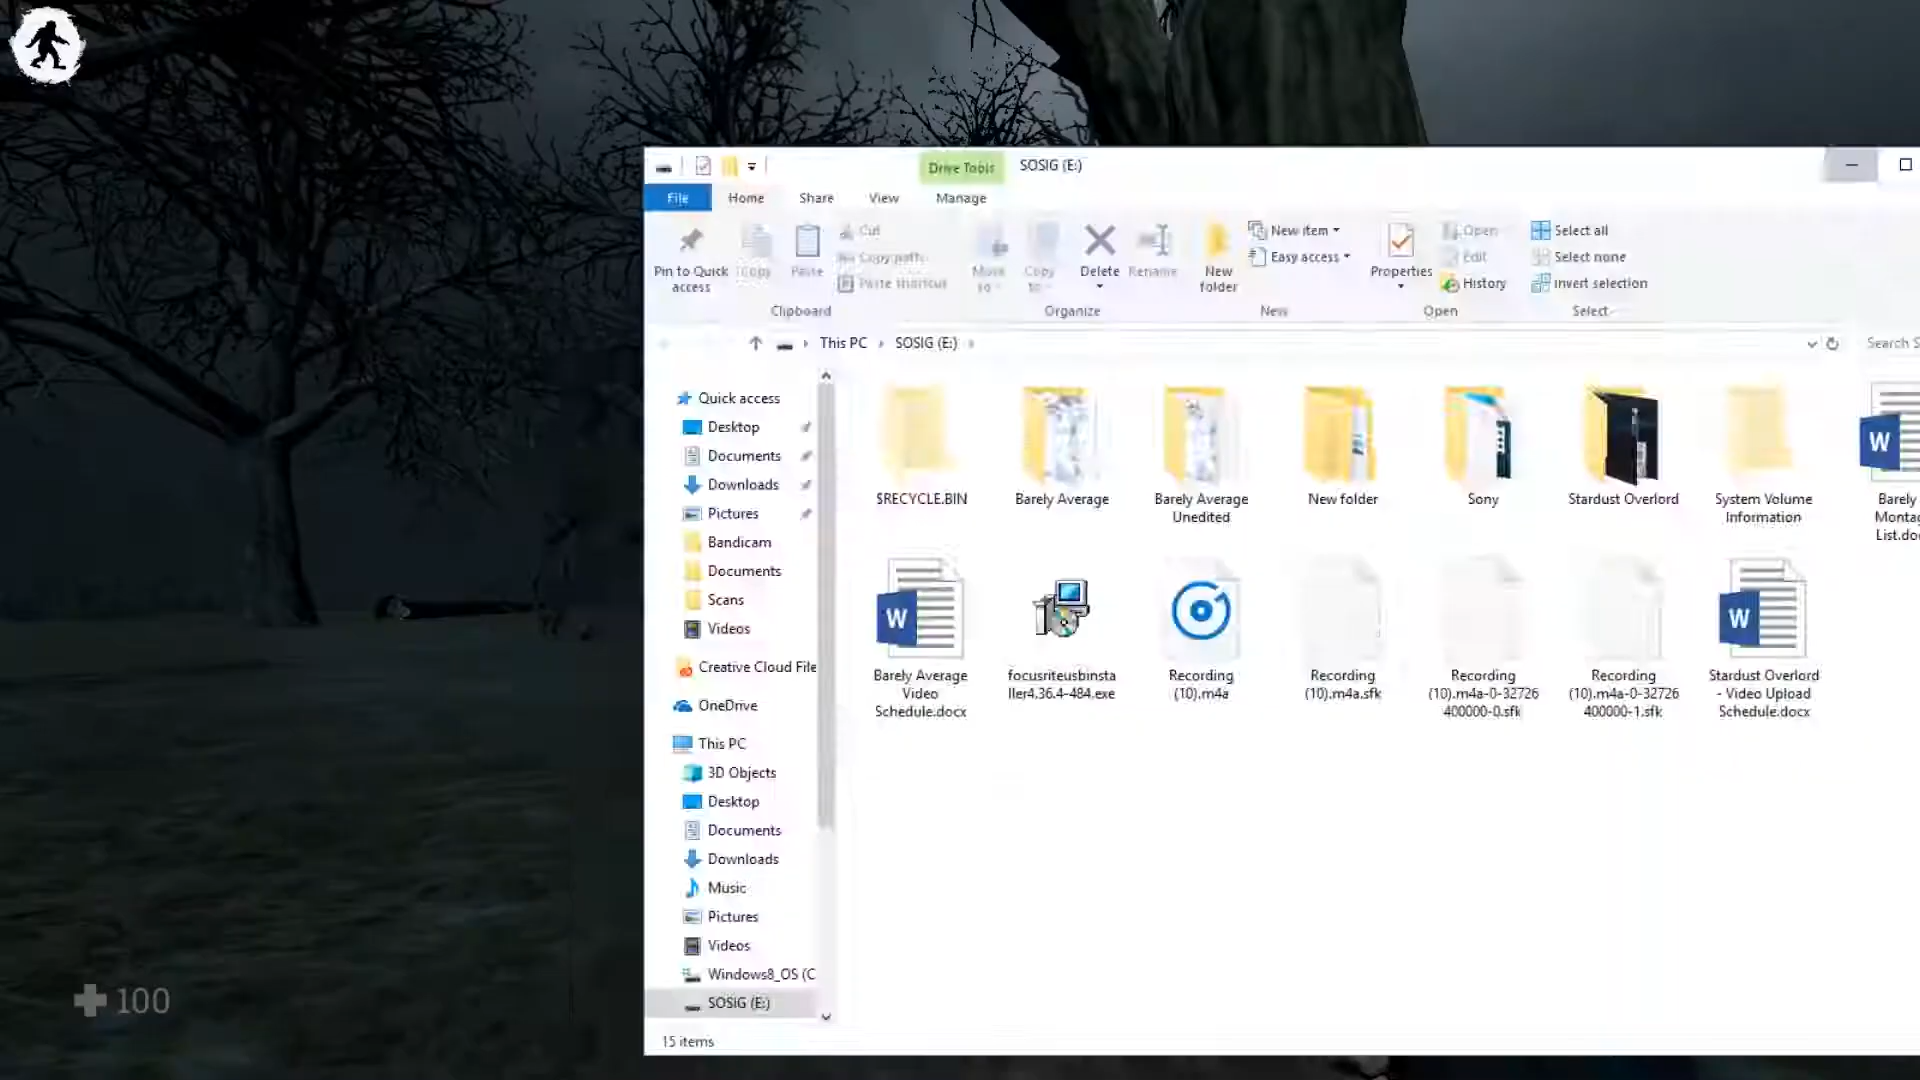 Drive Tools
SOSIG (E:)
File
Home
Share
View
Manage
Pin to Quick
access
Copy
Paste
Cut
Copy path
Paste shortcut
Clipboard
Move
to
Copy
to
Delete
Rename
Organize
New
folder
New item
Easy access
New
Properties
Open
Edit
History
Open
Select all
Select none
Invert selection
Select
This PC
SOSIG (E:)
Search S
Quick access
Desktop
Documents
Downloads
Pictures
Bandicam
Documents
Scans
Videos
Creative Cloud File
OneDrive
This PC
3D Objects
Desktop
Documents
Downloads
Music
Pictures
Videos
Windows8_OS (C
SOSIG (E:)
$RECYCLE.BIN
Barely Average
Barely Average
Unedited
New folder
Sony
Stardust Overlord
System Volume
Information
W
Barely
Montag
List.doc
W
Barely Average
Video
Schedule.docx
focusriteusbinsta
ller4.36.4-484.exe
Recording
(10).m4a
Recording
(10).m4a.sfk
Recording
(10).m4a-0-32726
400000-0.sfk
Recording
(10).m4a-0-32726
400000-1.sfk
W
Stardust Overlord
- Video Upload
Schedule.docx
15 items
100